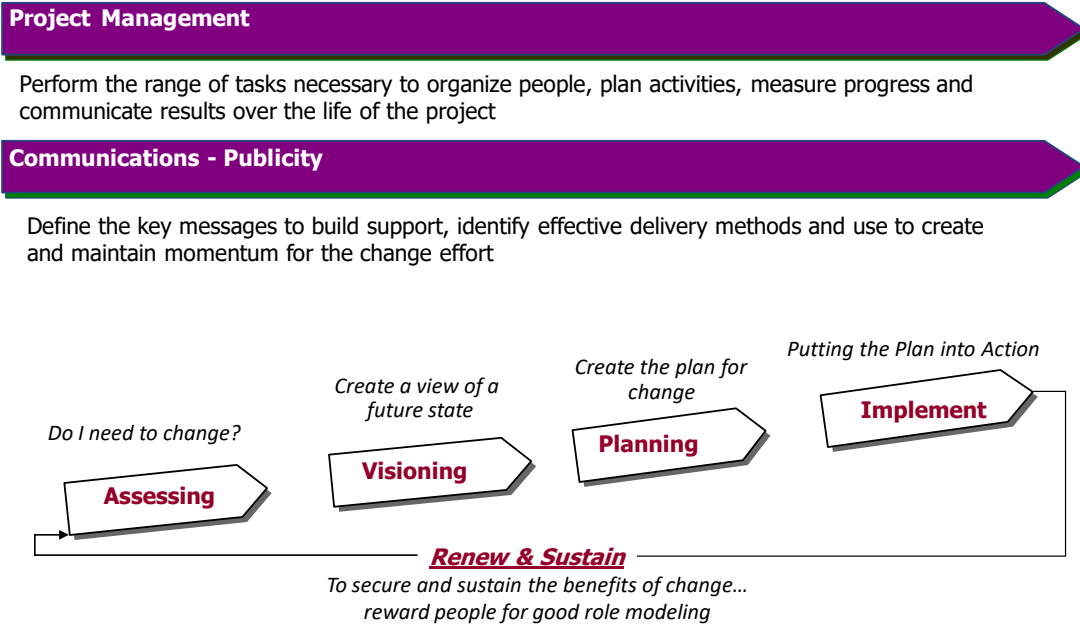 Project Management
Perform the range of tasks necessary to organize people, plan activities, measure progress and
communicate results over the life of the project
Communications - Publicity
Define the key messages to build support, identify effective delivery methods and use to create
and maintain momentum for the change effort
Do I need to change?
Assessing
Create a view of a
future state
Visioning
Create the plan for
change
Planning
Putting the Plan into Action
Implement
Renew & Sustain
To secure and sustain the benefits of change…
reward people for good role modeling